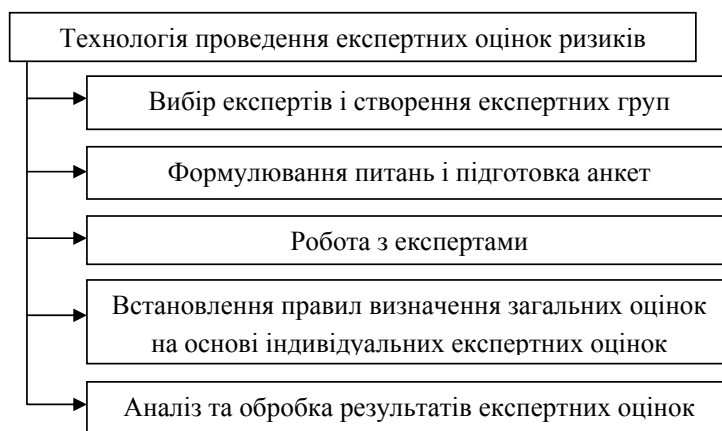 Технологія проведення експертних оцінок ризиків
Вибір експертів і створення експертних груп
Формулювання питань і підготовка анкет
Робота з експертами
Встановлення правил визначення загальних оцінок
на основі індивідуальних експертних оцінок
Аналіз та обробка результатів експертних оцінок